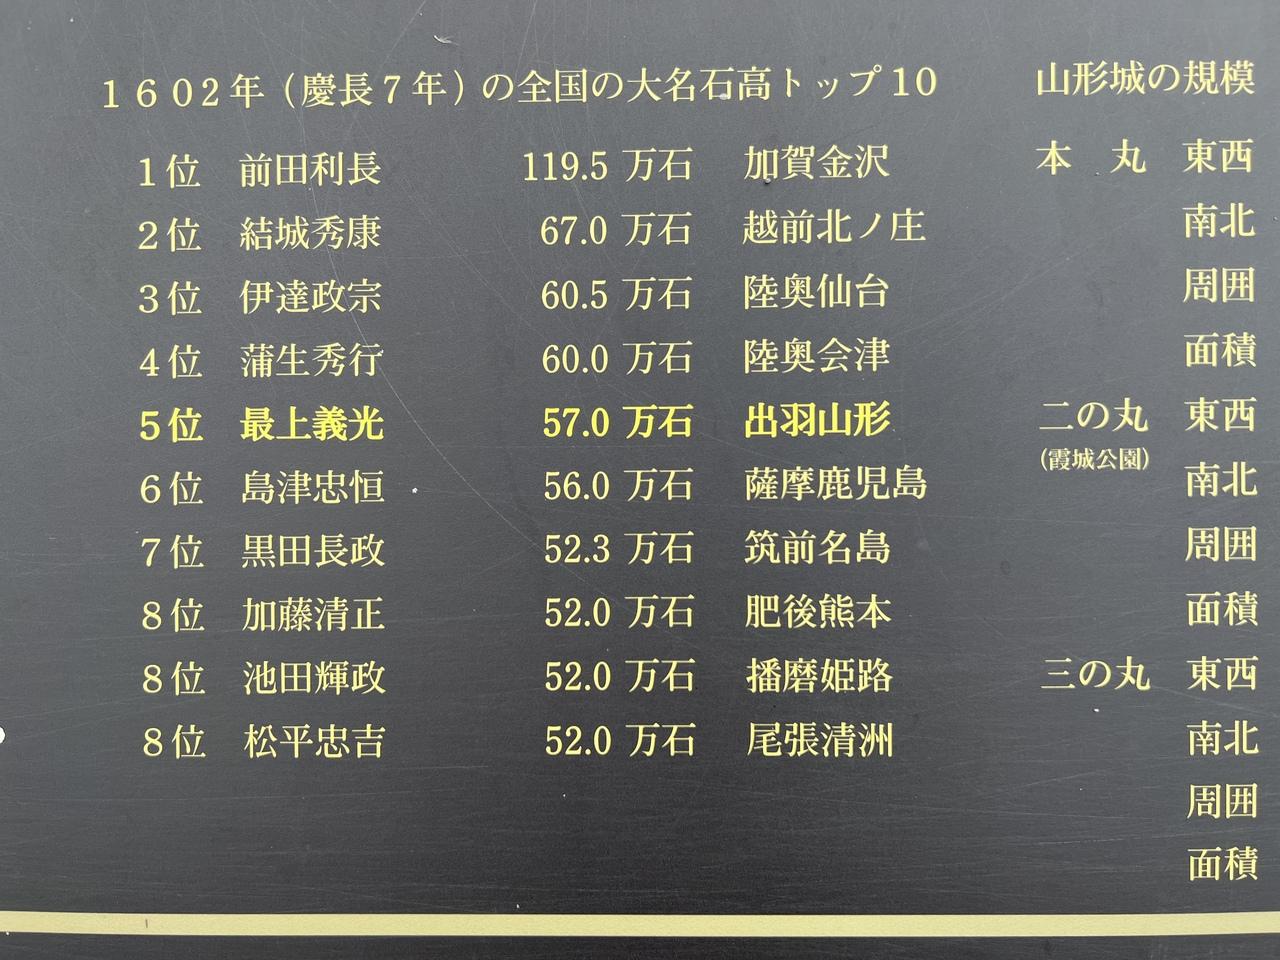 1602年(慶長7年)の全国の大名石高トップ10
1位 前田利長 119.5 万石 加賀金沢
2位 結城秀康 67.0 万石 越前北ノ庄
3位 伊達政宗 60.5 万石 陸奥仙台
4位 蒲生秀行 60.0 万石 陸奥会津
5位 最上義光 57.0 万石 出羽山形
6位 島津忠恒 56.0 万石 薩摩鹿児島
7位 黒田長政 52.3 万石 筑前名島
8位 加藤清正 52.0 万石 肥後熊本
8位 池田輝政 52.0 万石 播磨姫路
8位 松平忠吉 52.0 万石 尾張清洲
山形城の規模
本 丸 東西
南北
周囲
面積
二の丸 東西
(霞城公園)
南北
周囲
面積
三の丸 東西
南北
周囲
面積